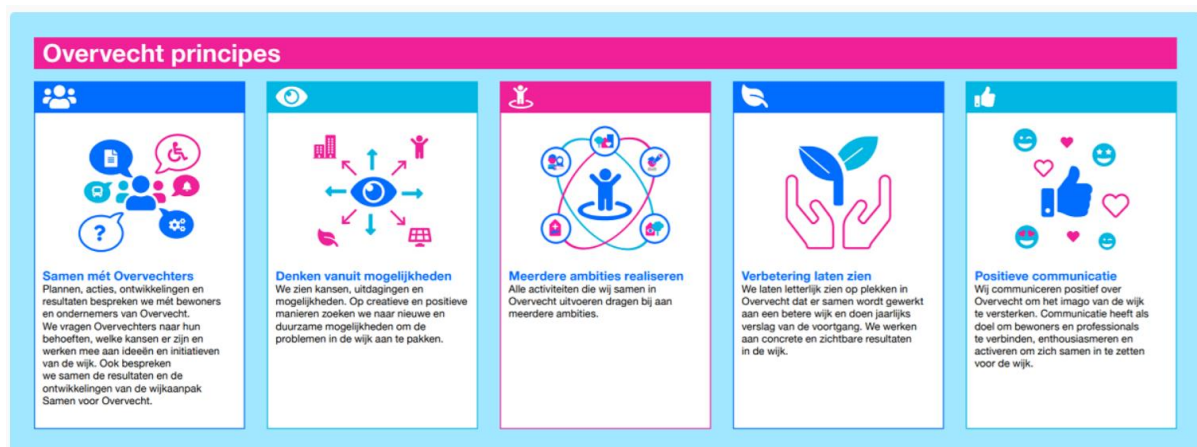 Overvecht principes
Samen mét Overvechters
Plannen, acties, ontwikkelingen en
resultaten bespreken we mét bewoners
en ondernemers van Overvecht.
We vragen Overvechters naar hun
behoeften, welke kansen er zijn en
werken mee aan ideeën en initiatieven
van de wijk. Ook bespreken
we samen de resultaten en de
ontwikkelingen van de wijkaanpak
Samen voor Overvecht.
Denken vanuit mogelijkheden
We zien kansen, uitdagingen en
mogelijkheden. Op creatieve en positieve
manieren zoeken we naar nieuwe en
duurzame mogelijkheden om de
problemen in de wijk aan te pakken.
Meerdere ambities realiseren
Alle activiteiten die wij samen in
Overvecht uitvoeren dragen bij aan
meerdere ambities.
Verbetering laten zien
We laten letterlijk zien op plekken in
Overvecht dat er samen wordt gewerkt
aan een betere wijk en doen jaarlijks
verslag van de voortgang. We werken
aan concrete en zichtbare resultaten
in de wijk.
Positieve communicatie
Wij communiceren positief over
Overvecht om het imago van de wijk
te versterken. Communicatie heeft als
doel om bewoners en professionals
te verbinden, enthousiasmeren en
activeren om zich samen in te zetten
voor de wijk.